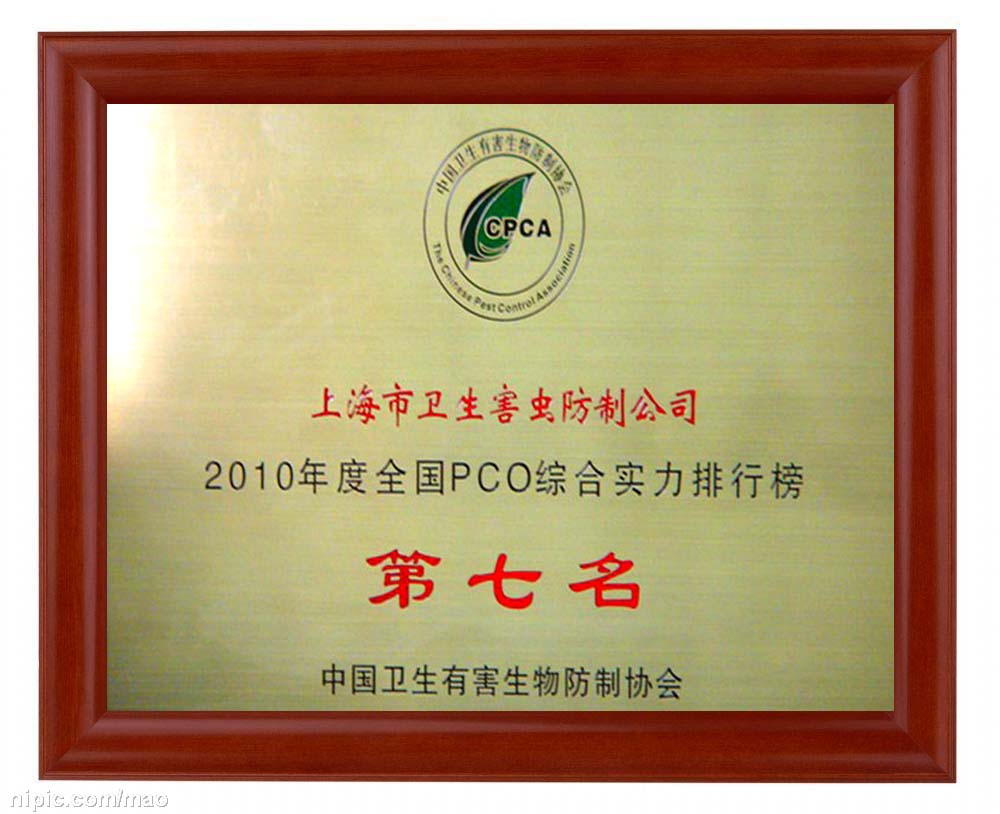 中国卫生有害生物防制协会
CPCA
The Chinese Pest Control Association
上海市卫生害虫防制公司
2010年度全国PCO综合实力排行榜
第七名
中国卫生有害生物防制协会
nipic.com/mao